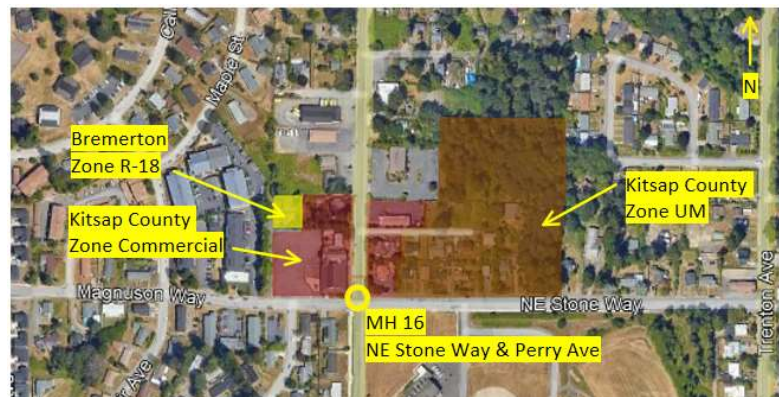 Maple St
N
Bremerton
Zone R-18
Kitsap County
Zone UM
Kitsap County
Zone Commercial
Magnuson Way
NE Stone Way
MH 16
NE Stone Way & Perry Ave
Trenton Ave